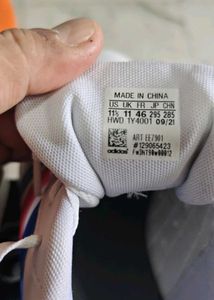 MADE IN CHINA
US UK FR JP CHN
11½ 11 46 295 285
HWD 1Y4001 09/21
ART EE7901
#129065423
adidas